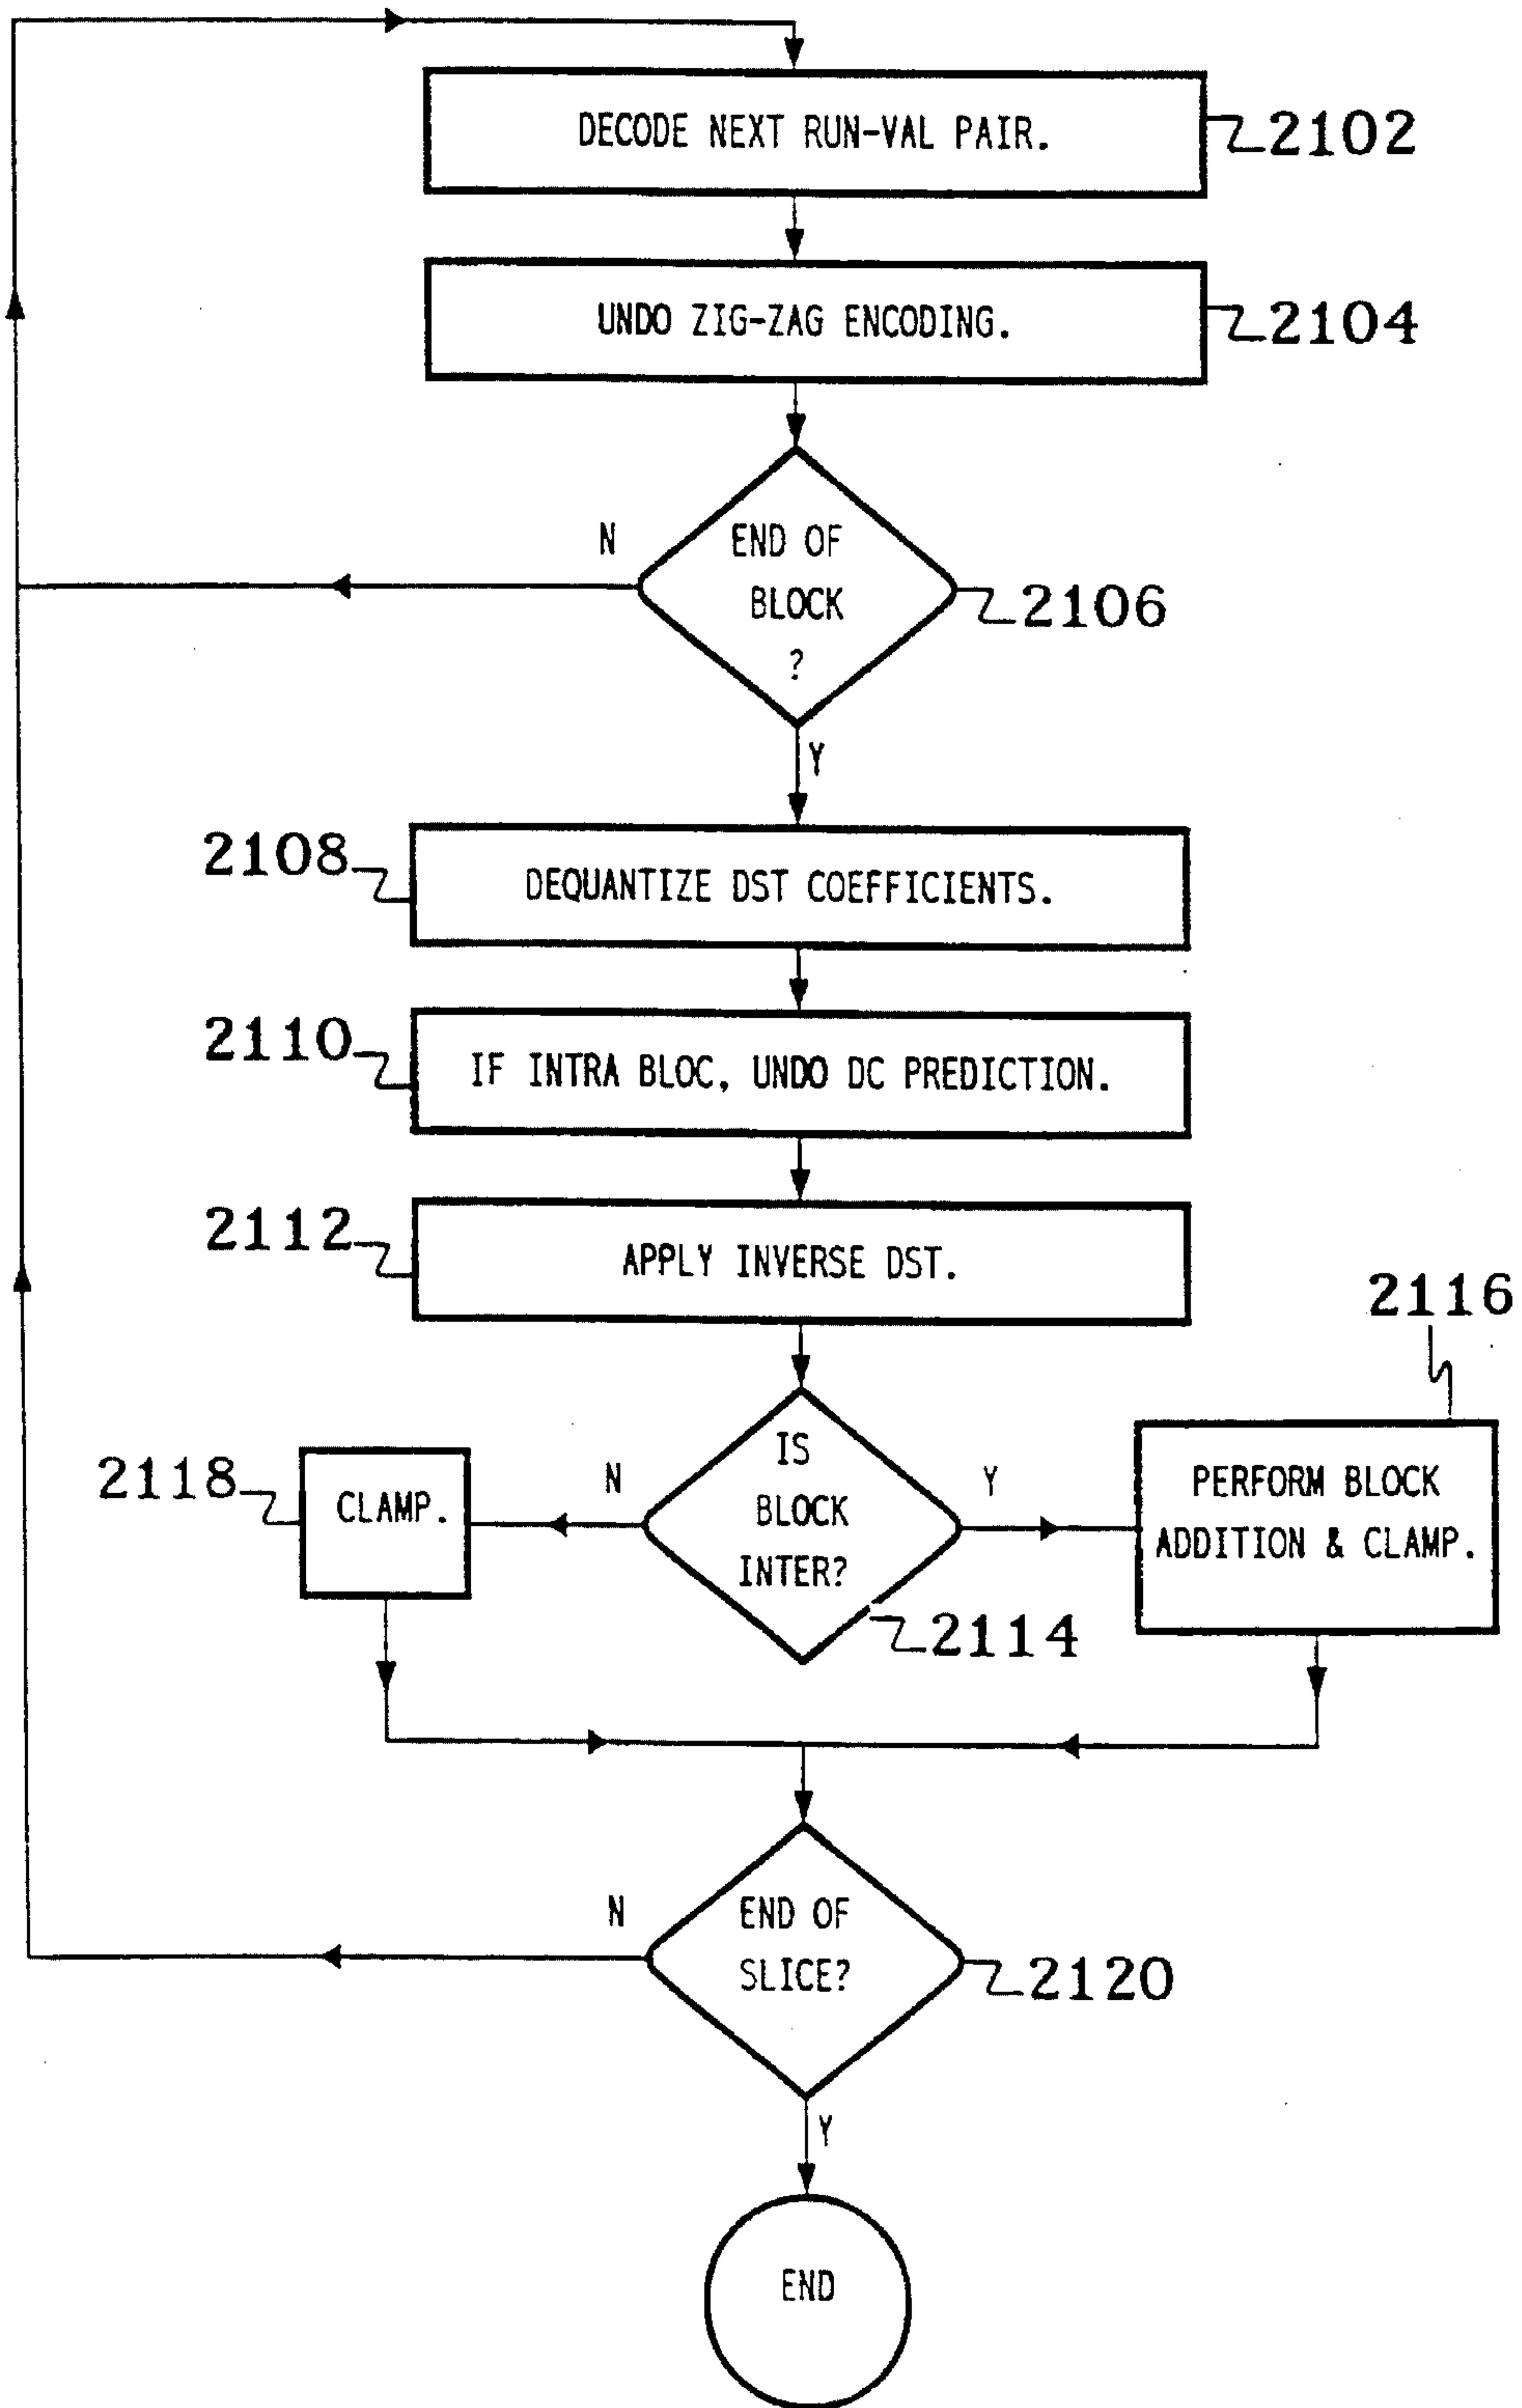 DECODE NEXT RUN-VAL PAIR.
2102
UNDO ZIG-ZAG ENCODING.
2104
N
END OF
BLOCK
?
2106
Y
2108
DEQUANTIZE DST COEFFICIENTS.
2110
IF INTRA BLOC, UNDO DC PREDICTION.
2112
APPLY INVERSE DST.
2116
2118
CLAMP.
N
IS
BLOCK
INTER?
Y
2114
PERFORM BLOCK
ADDITION & CLAMP.
N
END OF
SLICE?
2120
Y
END